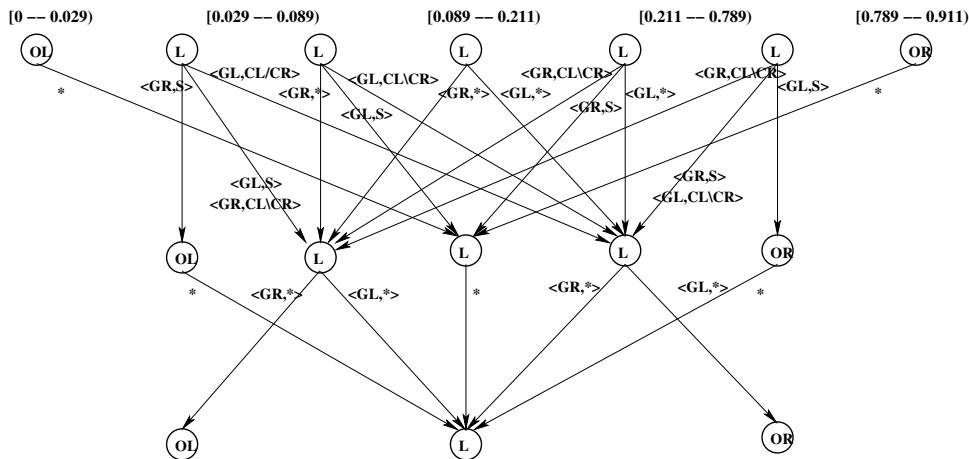 [0 −− 0.029) [0.029 −− 0.089) [0.089 −− 0.211) [0.211 −− 0.789) [0.789 −− 0.911)
OL L L L L L OR
<GR,S> <GL,CL/CR> <GL,CL\CR> <GR,CL\CR> <GR,CL\CR> <GL,S>
* <GR,*> <GR,*> <GL,*> <GL,*> *
<GL,S> <GR,S>
<GL,S> <GR,S>
<GR,CL\CR> <GL,CL\CR>
OL L L L OR
* <GR,*> <GL,*> * <GR,*> <GL,*> *
OL L OR